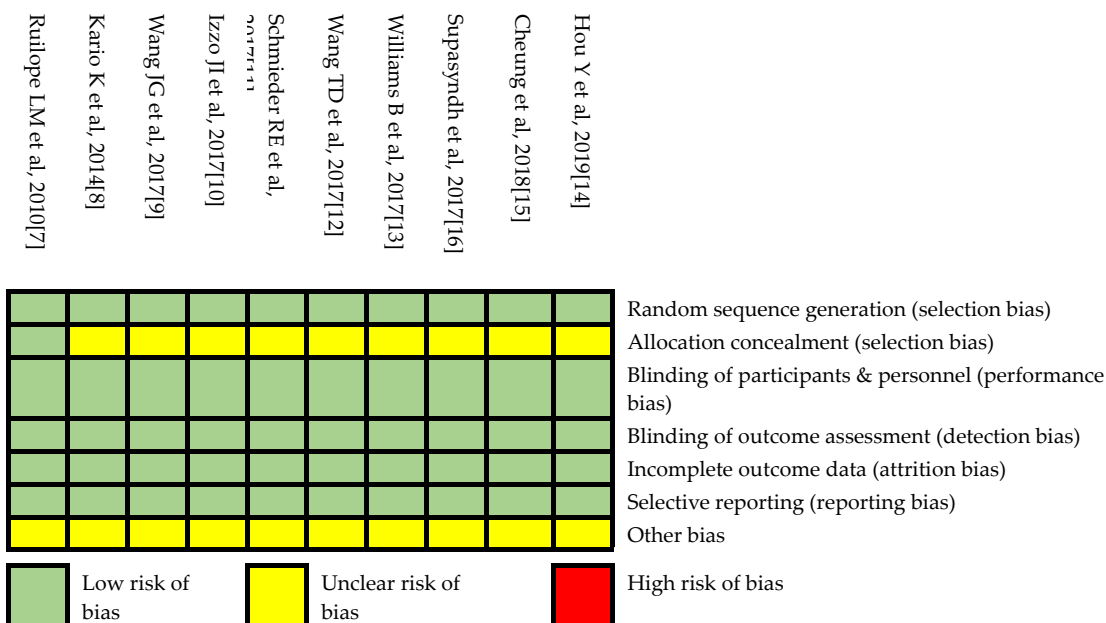 Ruilope LM et al, 2010[7]
Kario K et al, 2014[8]
Wang JG et al, 2017[9]
Izzo JI et al, 2017[10]
Schmieder RE et al,
Wang TD et al, 2017[12]
Williams B et al, 2017[13]
Supasyndh et al, 2017[16]
Cheung et al, 2018[15]
Hou Y et al, 2019[14]
Random sequence generation (selection bias)
Allocation concealment (selection bias)
Blinding of participants & personnel (performance
bias)
Blinding of outcome assessment (detection bias)
Incomplete outcome data (attrition bias)
Selective reporting (reporting bias)
Other bias
Low risk of
bias
Unclear risk of
bias
High risk of bias